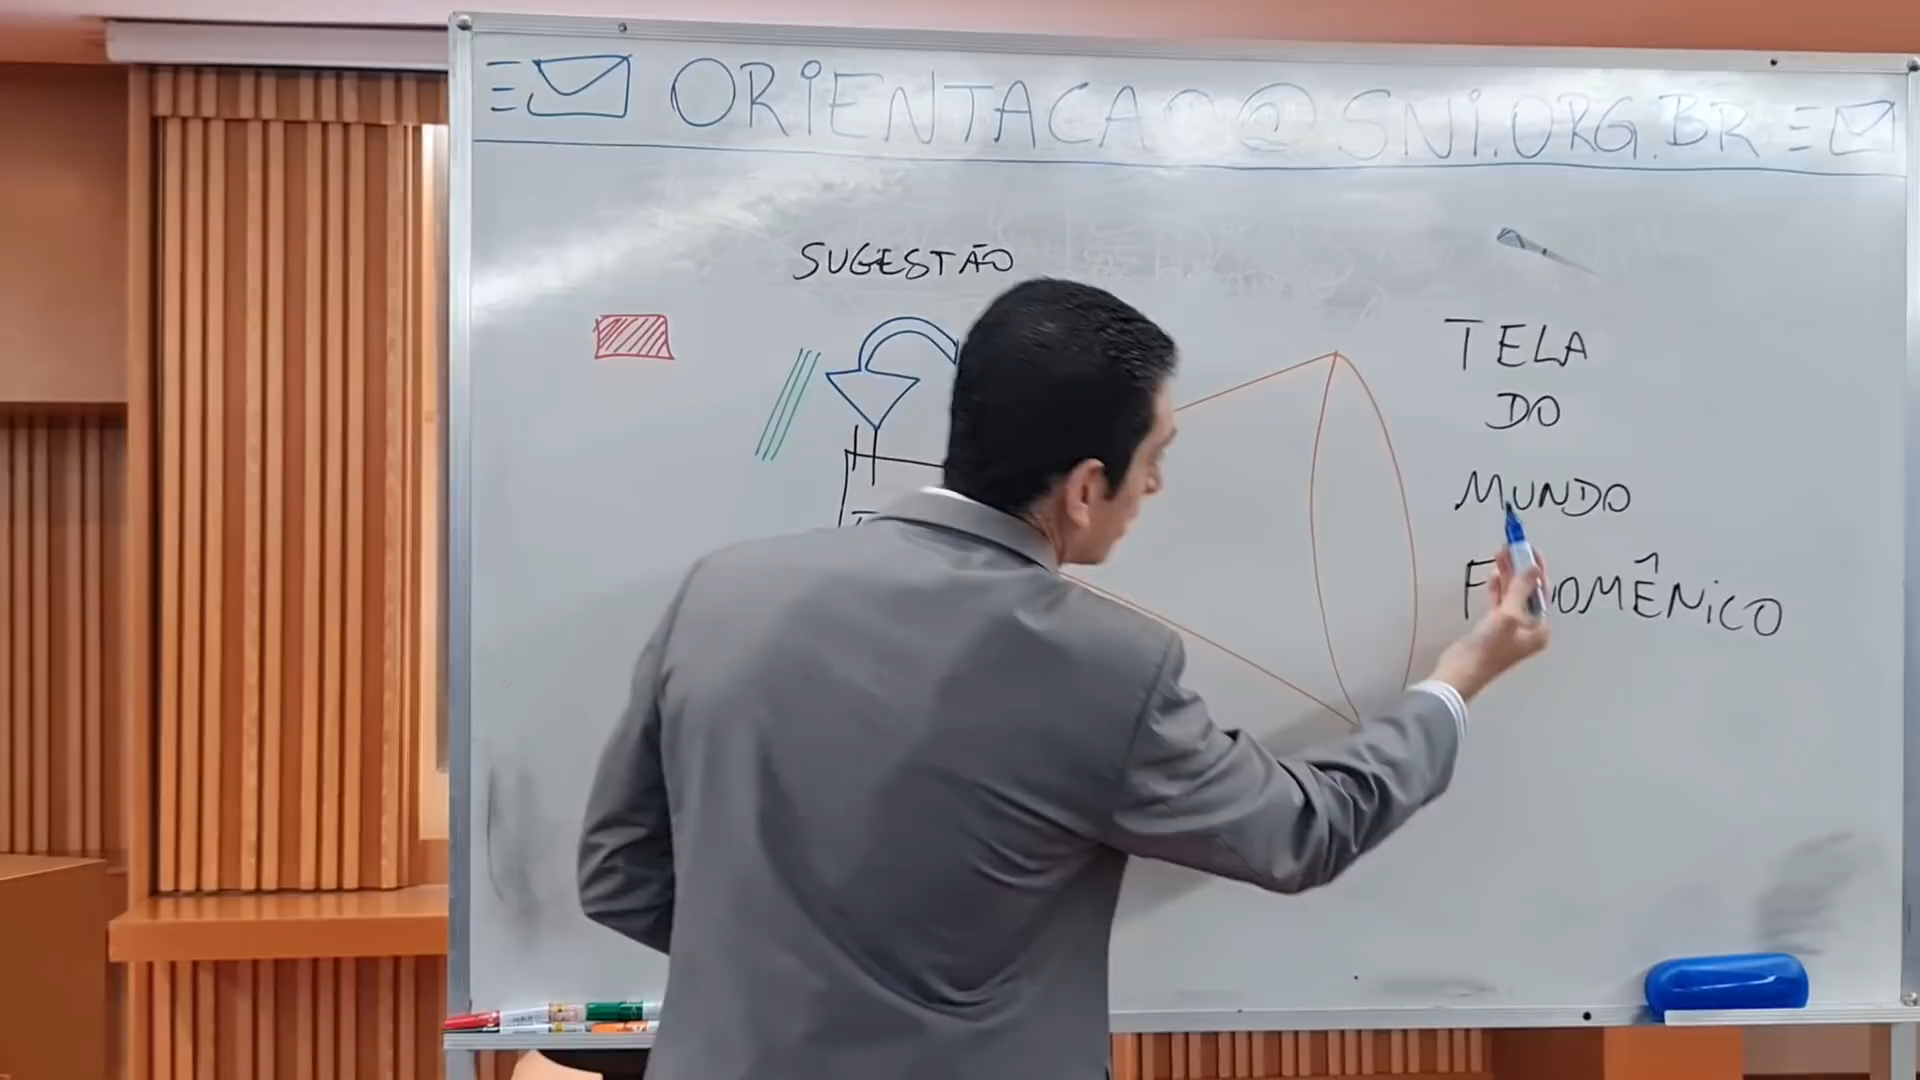 ORIENTACAO@SNI.ORG.BR
SUGESTÃO
TELA
DO
MUNDO